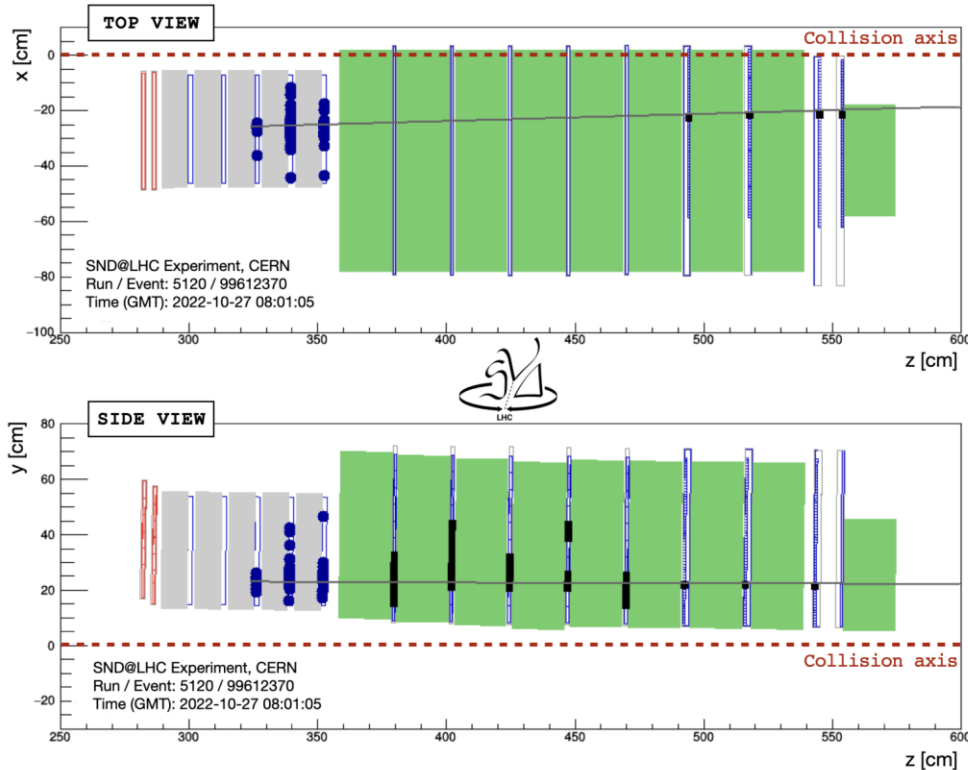 TOP VIEW
x [cm]
Collision axis
0
−20
−40
−60
−80
−100
SND@LHC Experiment, CERN
Run / Event: 5120 / 99612370
Time (GMT): 2022-10-27 08:01:05
250 300 350 400 450 500 550 600
z [cm]
LHC
SIDE VIEW
y [cm]
80
60
40
20
0
−20
Collision axis
SND@LHC Experiment, CERN
Run / Event: 5120 / 99612370
Time (GMT): 2022-10-27 08:01:05
250 300 350 400 450 500 550 600
z [cm]